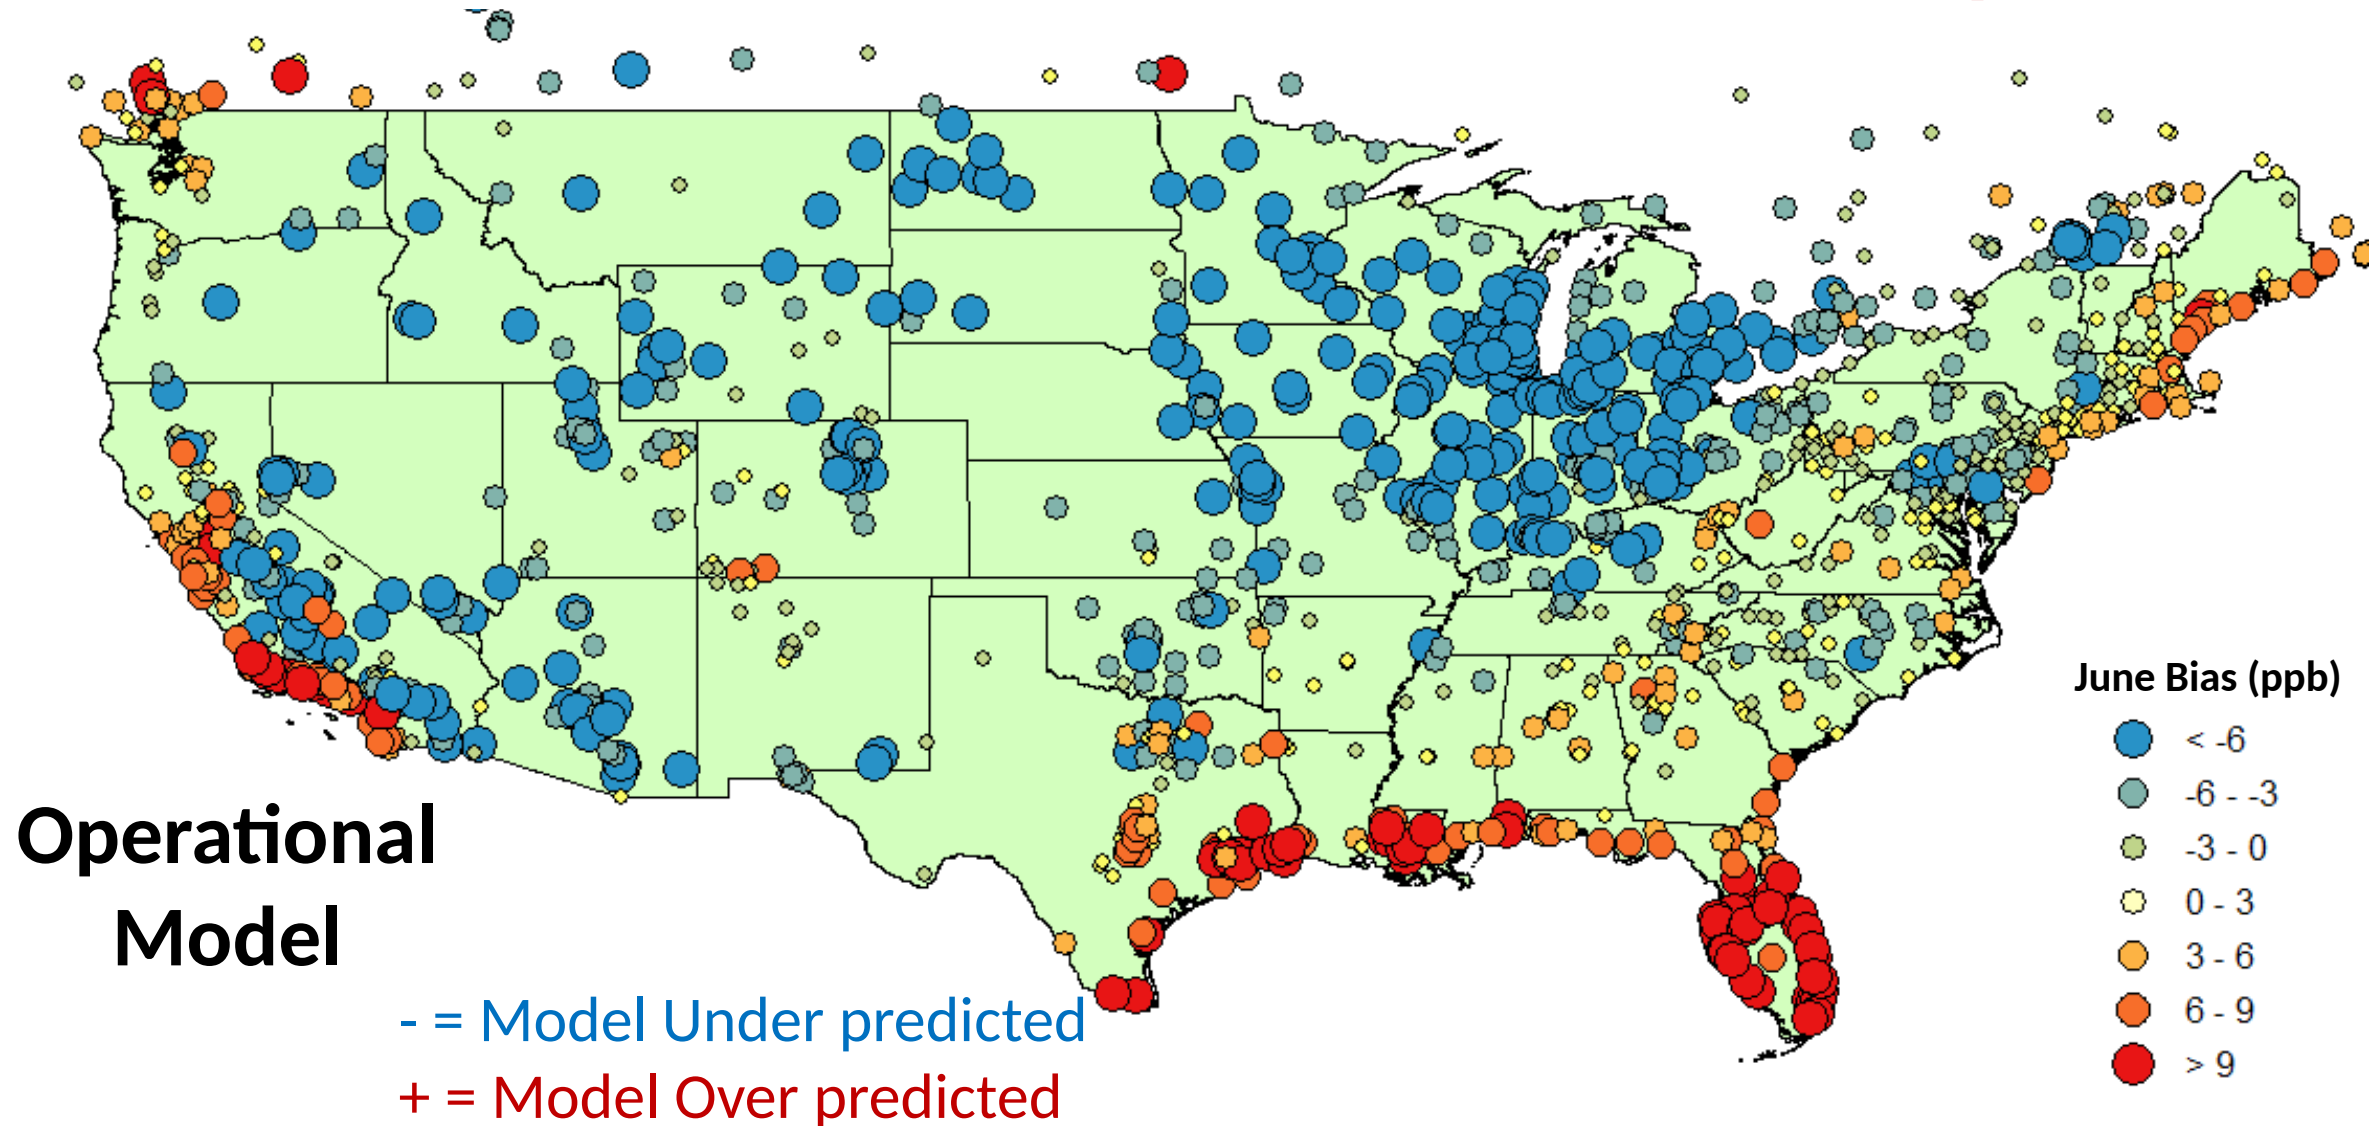 Operational
Model
- = Model Under predicted
+ = Model Over predicted
June Bias (ppb)
< -6
-6 - -3
-3 - 0
0 - 3
3 - 6
6 - 9
> 9